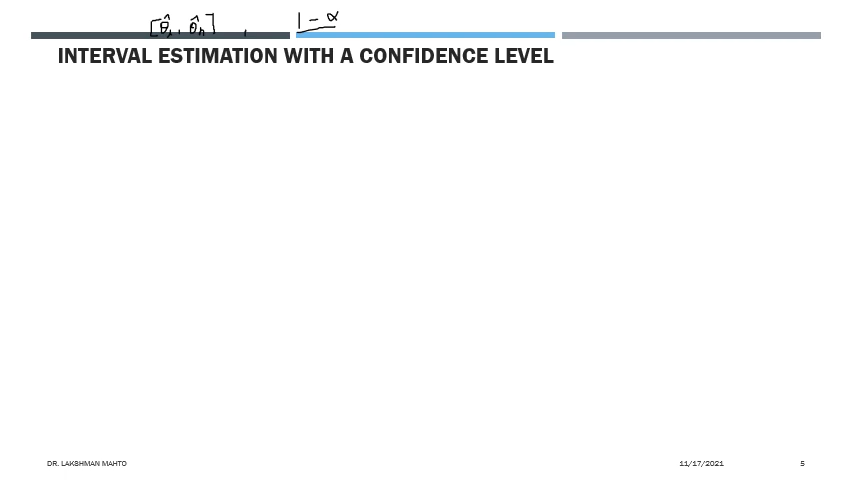 [θ̂ₗ, θ̂ₕ] , 1 - α
INTERVAL ESTIMATION WITH A CONFIDENCE LEVEL
DR. LAKSHMAN MAHTO
11/17/2021
5